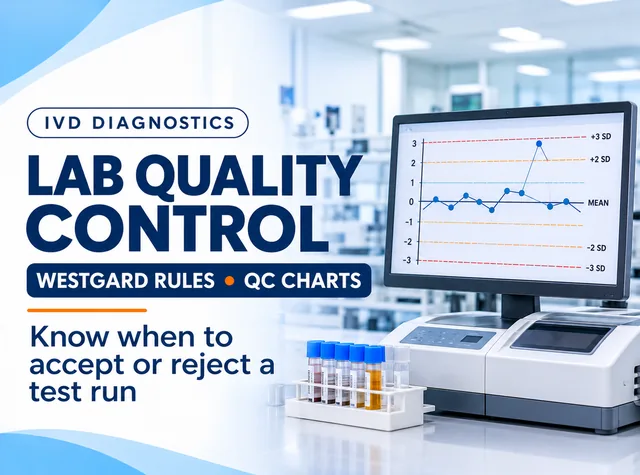 IVD DIAGNOSTICS
LAB QUALITY
CONTROL
WESTGARD RULES • QC CHARTS
Know when to
accept or reject a
test run
3
2
1
0
-1
-2
-3
+3 SD
+2 SD
MEAN
-2 SD
-3 SD